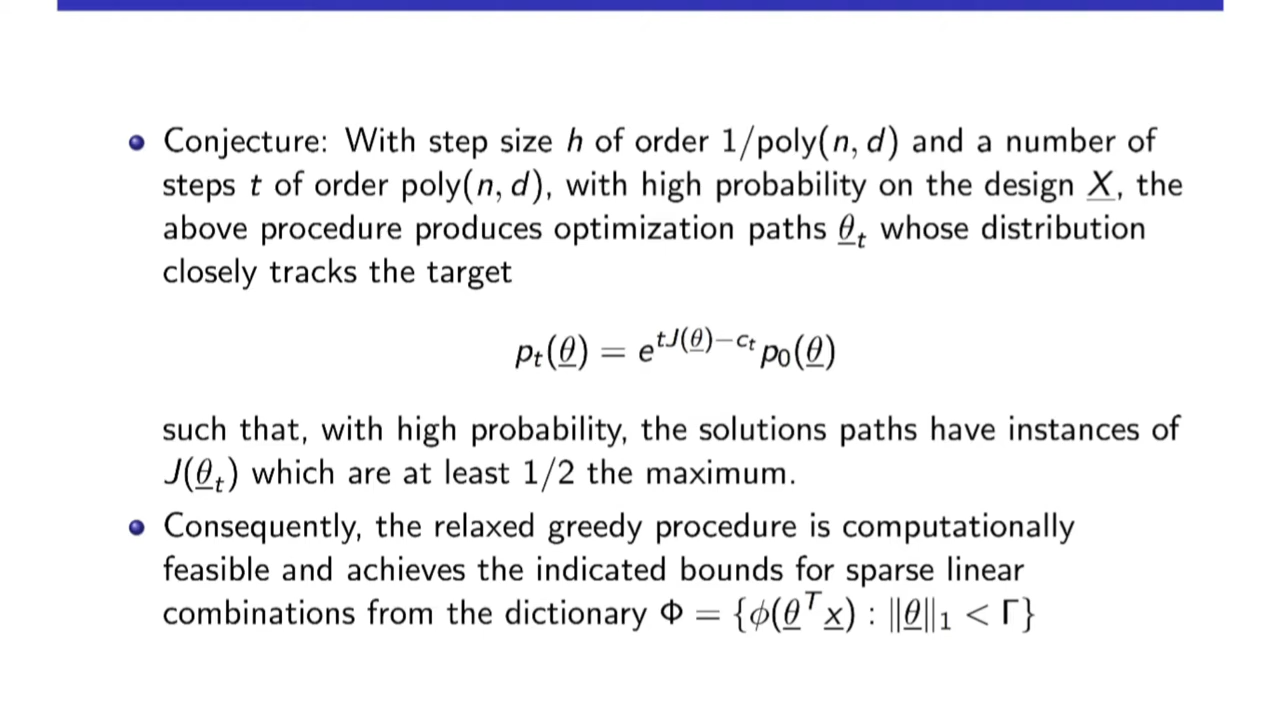 Conjecture: With step size h of order 1/poly(n, d) and a number of
steps t of order poly(n, d), with high probability on the design X, the
above procedure produces optimization paths θ_t whose distribution
closely tracks the target
p_t(θ) = e^{tJ(θ)−c_t} p_0(θ)
such that, with high probability, the solutions paths have instances of
J(θ_t) which are at least 1/2 the maximum.
Consequently, the relaxed greedy procedure is computationally
feasible and achieves the indicated bounds for sparse linear
combinations from the dictionary Φ = {ϕ(θ^T x) : ‖θ‖_1 < Γ}